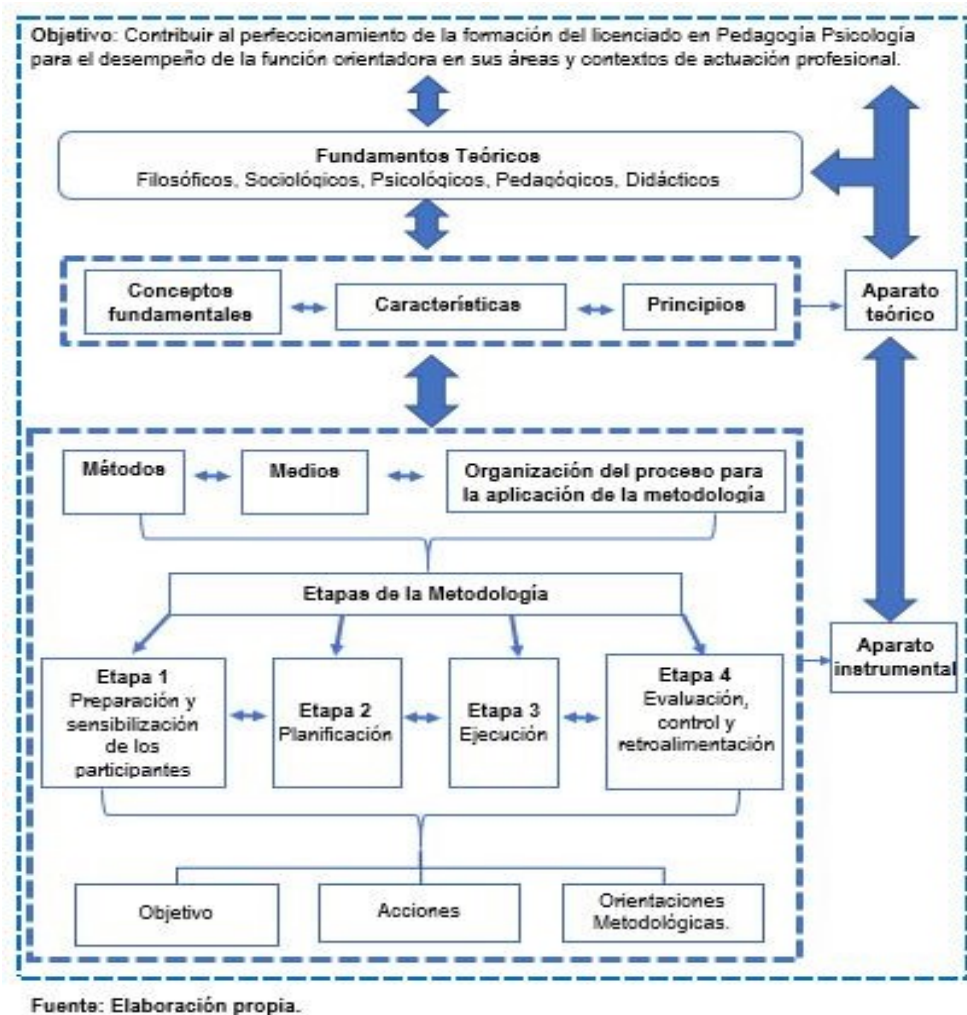 Objetivo: Contribuir al perfeccionamiento de la formación del licenciado en Pedagogía Psicología
para el desempeño de la función orientadora en sus áreas y contextos de actuación profesional.
Fundamentos Teóricos
Filosóficos, Sociológicos, Psicológicos, Pedagógicos, Didácticos
Conceptos
fundamentales
Características
Principios
Aparato
teórico
Métodos
Medios
Organización del proceso para
la aplicación de la metodología
Etapas de la Metodología
Etapa 1
Preparación y
sensibilización
de los
participantes
Etapa 2
Planificación
Etapa 3
Ejecución
Etapa 4
Evaluación,
control y
retroalimentación
Aparato
instrumental
Objetivo
Acciones
Orientaciones
Metodológicas.
Fuente: Elaboración propia.